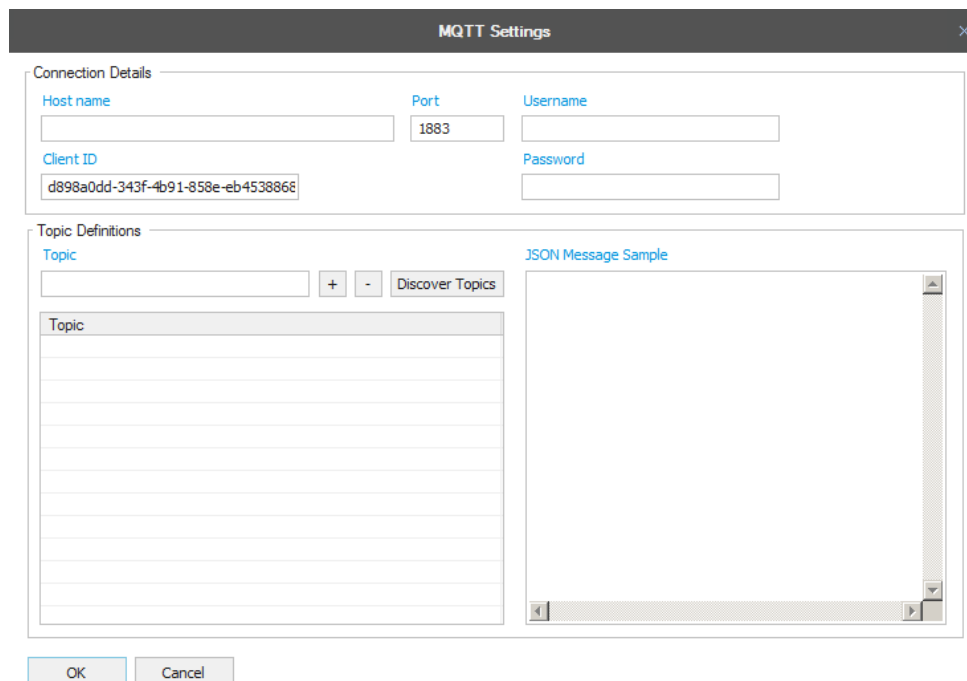 MQTT Settings
Connection Details
Host name Port Username
1883
Client ID Password
d898a0dd-343f-4b91-858e-eb4538868
Topic Definitions
Topic JSON Message Sample
+ - Discover Topics
Topic
OK Cancel